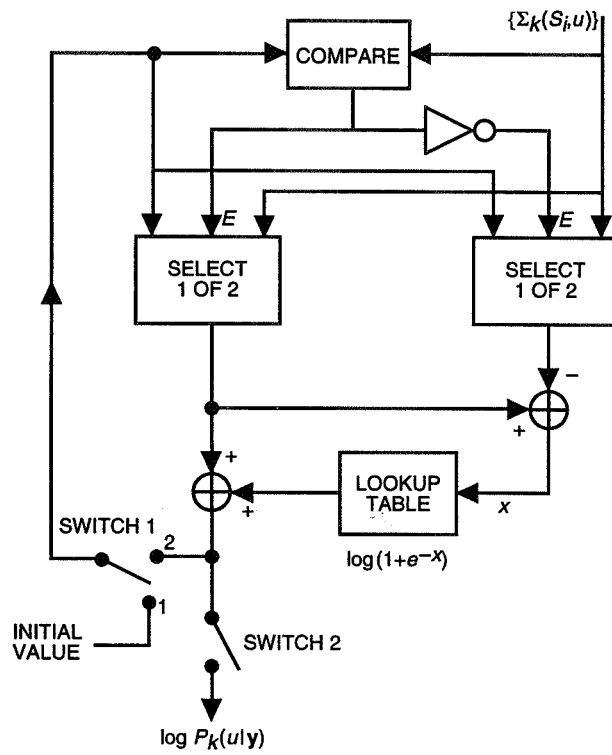 {Σk(Si,u)}
COMPARE
E
E
SELECT
1 OF 2
SELECT
1 OF 2
−
+
+
LOOKUP
TABLE
+
x
log (1+e−x)
SWITCH 1
2
1
INITIAL
VALUE
SWITCH 2
log Pk(u|y)